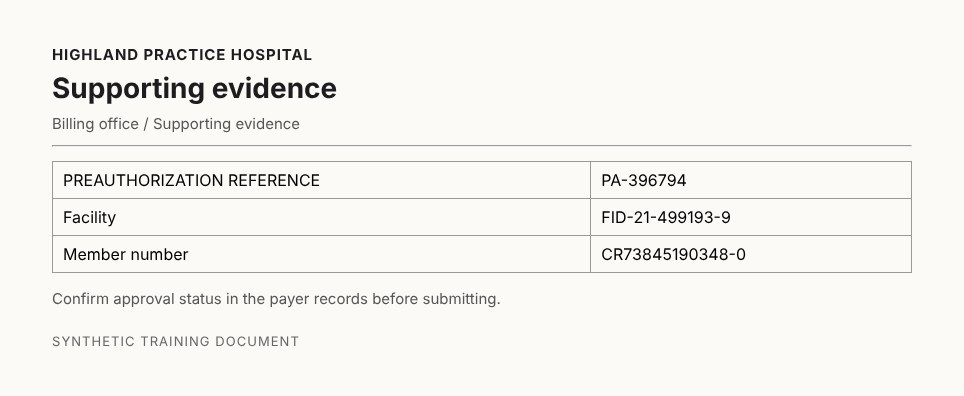 HIGHLAND PRACTICE HOSPITAL
Supporting evidence
Billing office / Supporting evidence
PREAUTHORIZATION REFERENCE PA-396794
Facility FID-21-499193-9
Member number CR73845190348-0
Confirm approval status in the payer records before submitting.
SYNTHETIC TRAINING DOCUMENT